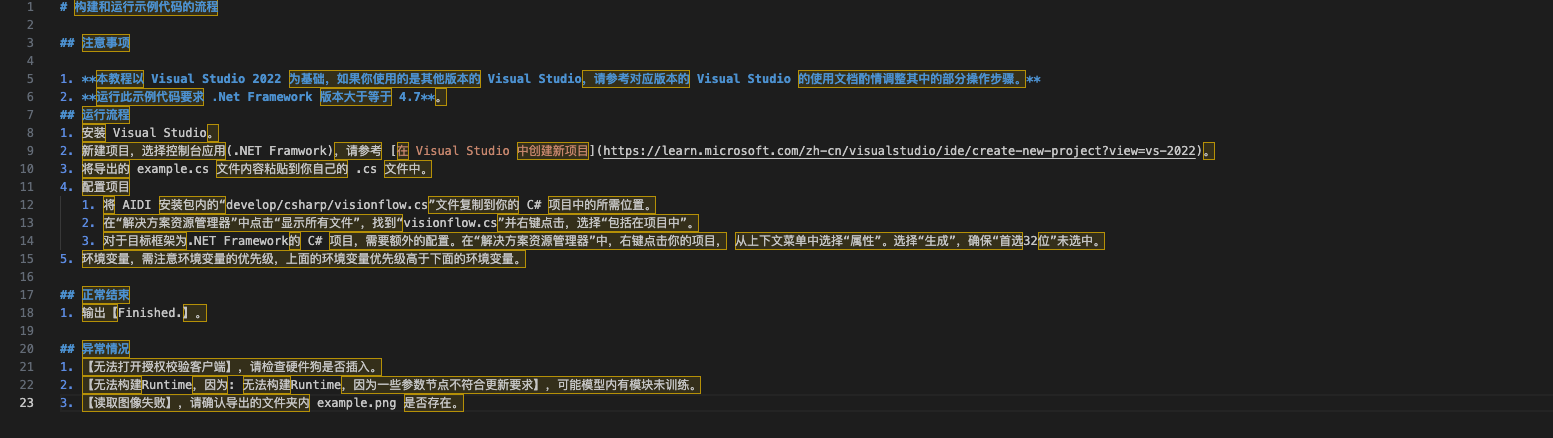 1 # 构建和运行示例代码的流程
2
3 ## 注意事项
4
5 1. **本教程以 Visual Studio 2022 为基础，如果你使用的是其他版本的 Visual Studio，请参考对应版本的 Visual Studio 的使用文档酌情调整其中的部分操作步骤。**
6 2. **运行此示例代码要求 .Net Framework 版本大于等于 4.7**。
7 ## 运行流程
8 1. 安装 Visual Studio。
9 2. 新建项目，选择控制台应用(.NET Framwork)，请参考 [在 Visual Studio 中创建新项目](https://learn.microsoft.com/zh-cn/visualstudio/ide/create-new-project?view=vs-2022)。
10 3. 将导出的 example.cs 文件内容粘贴到你自己的 .cs 文件中。
11 4. 配置项目
12 1. 将 AIDI 安装包内的“develop/csharp/visionflow.cs”文件复制到你的 C# 项目中的所需位置。
13 2. 在“解决方案资源管理器”中点击“显示所有文件”，找到“visionflow.cs”并右键点击，选择“包括在项目中”。
14 3. 对于目标框架为.NET Framework的 C# 项目，需要额外的配置。在“解决方案资源管理器”中，右键点击你的项目， 从上下文菜单中选择“属性”。选择“生成”，确保“首选32位”未选中。
15 5. 环境变量，需注意环境变量的优先级，上面的环境变量优先级高于下面的环境变量。
16
17 ## 正常结束
18 1. 输出【Finished.】。
19
20 ## 异常情况
21 1. 【无法打开授权校验客户端】，请检查硬件狗是否插入。
22 2. 【无法构建Runtime，因为: 无法构建Runtime，因为一些参数节点不符合更新要求】，可能模型内有模块未训练。
23 3. 【读取图像失败】，请确认导出的文件夹内 example.png 是否存在。